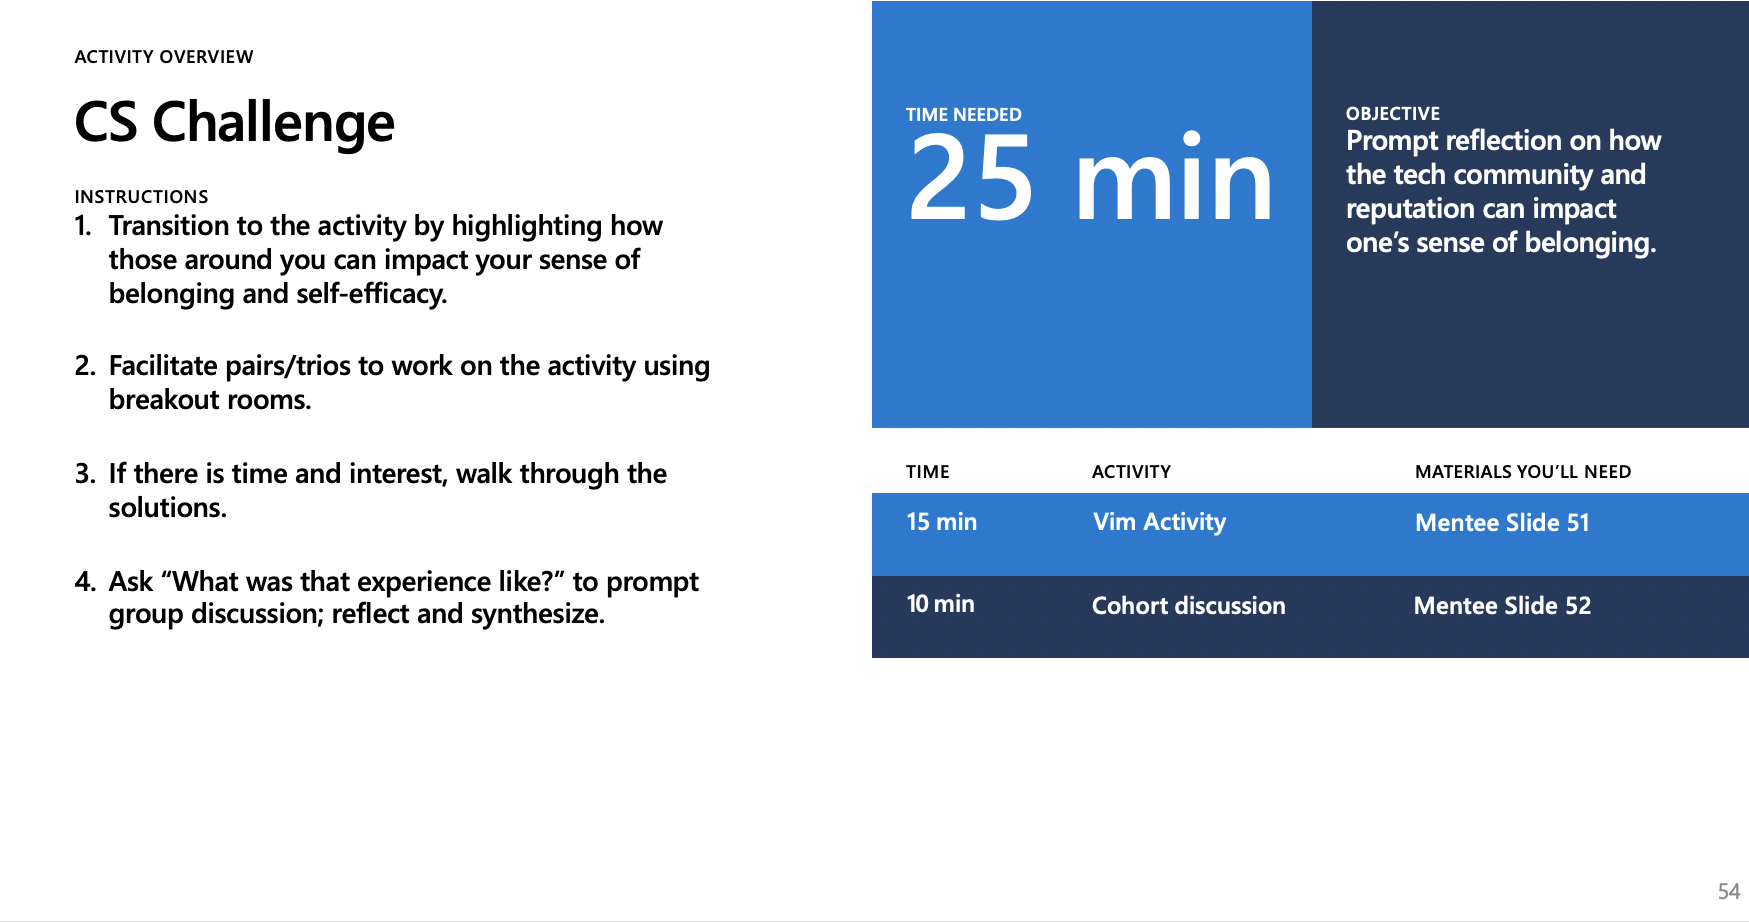 ACTIVITY OVERVIEW
CS Challenge
INSTRUCTIONS
1. Transition to the activity by highlighting how
those around you can impact your sense of
belonging and self-efficacy.
2. Facilitate pairs/trios to work on the activity using
breakout rooms.
3. If there is time and interest, walk through the
solutions.
4. Ask “What was that experience like?” to prompt
group discussion; reflect and synthesize.
TIME NEEDED
25 min
OBJECTIVE
Prompt reflection on how
the tech community and
reputation can impact
one’s sense of belonging.
TIME ACTIVITY MATERIALS YOU’LL NEED
15 min Vim Activity Mentee Slide 51
10 min Cohort discussion Mentee Slide 52
54